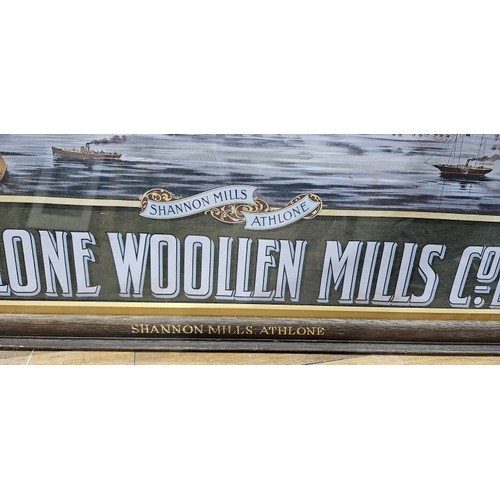 SHANNON MILLS
ATHLONE
LONE WOOLLEN MILLS Co.
SHANNON MILLS. ATHLONE